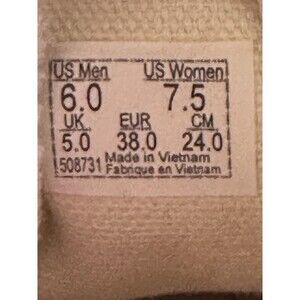 US Men US Women
6.0 7.5
UK EUR CM
5.0 38.0 24.0
508731 Made in Vietnam
Fabrique en Vietnam